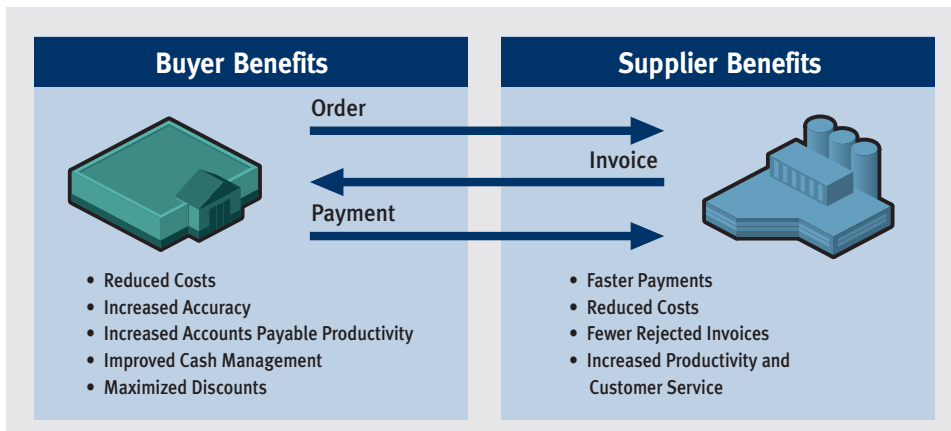 Buyer Benefits
Supplier Benefits
Order
Invoice
Payment
• Reduced Costs
• Increased Accuracy
• Increased Accounts Payable Productivity
• Improved Cash Management
• Maximized Discounts
• Faster Payments
• Reduced Costs
• Fewer Rejected Invoices
• Increased Productivity and
Customer Service